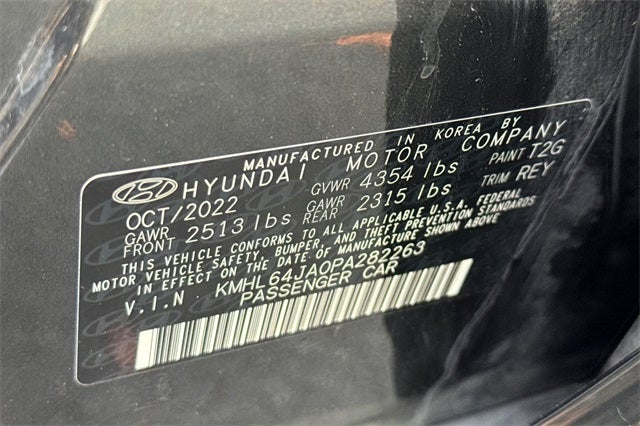 MANUFACTURED IN KOREA BY
HYUNDAI MOTOR COMPANY
OCT/2022 GVWR 4354 lbs PAINT T2G
GAWR FRONT 2513 lbs GAWR REAR 2315 lbs TRIM REY
THIS VEHICLE CONFORMS TO ALL APPLICABLE U.S.A. FEDERAL
MOTOR VEHICLE SAFETY, BUMPER, AND THEFT PREVENTION STANDARDS
IN EFFECT ON THE DATE OF MANUFACTURE SHOWN ABOVE
V.I.N KMHL64JA0PA282263
PASSENGER CAR